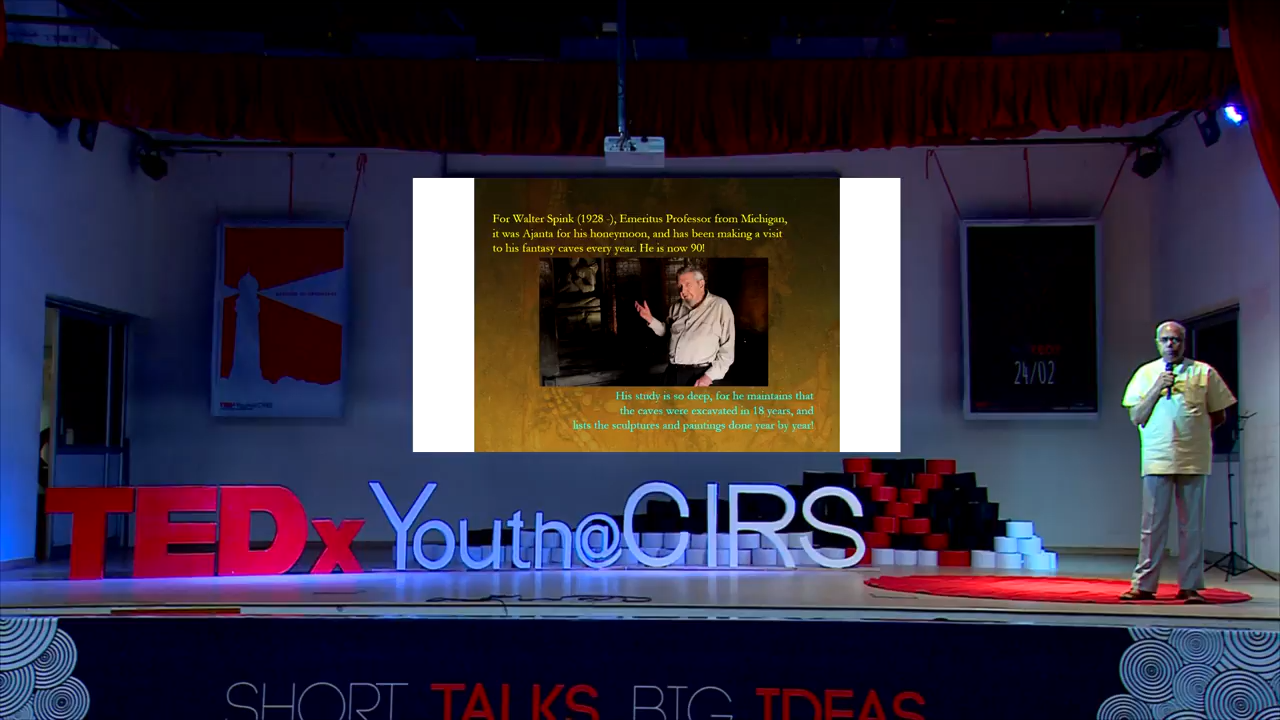 For Walter Spink (1928 -), Emeritus Professor from Michigan,
it was Ajanta for his honeymoon, and has been making a visit
to his fantasy caves every year. He is now 90!
His study is so deep, for he maintains that
the caves were excavated in 18 years, and
lists the sculptures and paintings done year by year!
24/02
TEDxYouth@CIRS
SHORT TALKS BIG IDEAS